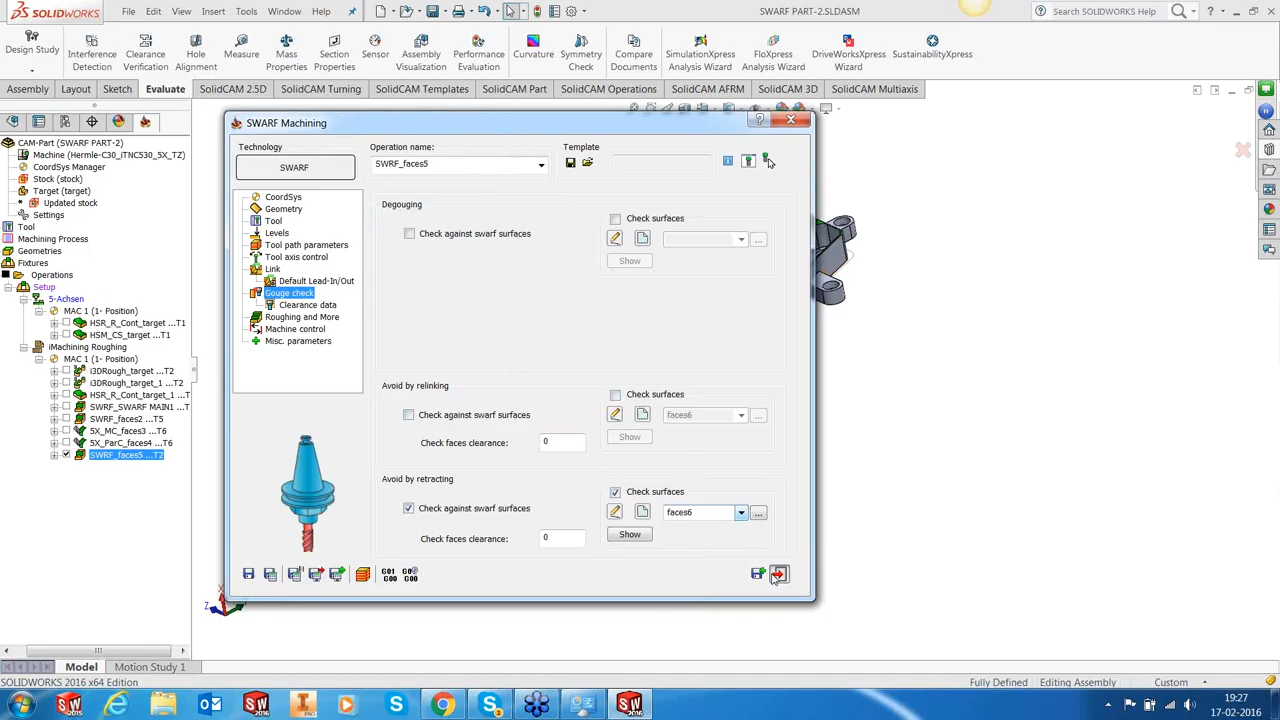 SOLIDWORKS
File Edit View Insert Tools Window Help
SWARF PART-2.SLDASM
Search SOLIDWORKS Help
Design Study
Interference Detection
Clearance Verification
Hole Alignment
Measure
Mass Properties
Section Properties
Sensor
Assembly Visualization
Performance Evaluation
Curvature
Symmetry Check
Compare Documents
SimulationXpress Analysis Wizard
FloXpress Analysis Wizard
DriveWorksXpress Wizard
SustainabilityXpress
Assembly Layout Sketch Evaluate SolidCAM 2.5D SolidCAM Turning SolidCAM Templates SolidCAM Part SolidCAM Operations SolidCAM AFRM SolidCAM 3D SolidCAM Multiaxis
CAM-Part (SWARF PART-2)
Machine (Hermle-C30_iTNC530_5X_TZ)
CoordSys Manager
Stock (stock)
Target (target)
* Updated stock
Settings
Tool
Machining Process
Geometries
Fixtures
Operations
Setup
5-Achsen
MAC 1 (1- Position)
HSR_R_Cont_target ...T1
HSM_CS_target ...T1
iMachining Roughing
MAC 1 (1- Position)
i3DRough_target ...T2
i3DRough_target_1 ...T2
HSR_R_Cont_target_1 ...T
SWRF_SWARF MAIN1 ...T
SWRF_faces2 ...T5
5X_MC_faces3 ...T6
5X_ParC_faces4 ...T6
SWRF_faces5 ...T2
SWARF Machining
Technology
SWARF
Operation name:
SWRF_faces5
Template
CoordSys
Geometry
Tool
Levels
Tool path parameters
Tool axis control
Link
Default Lead-In/Out
Gouge check
Clearance data
Roughing and More
Machine control
Misc. parameters
Degouging
Check against swarf surfaces
Check surfaces
...
Show
Avoid by relinking
Check against swarf surfaces
Check faces clearance: 0
Check surfaces
faces6 ...
Show
Avoid by retracting
Check against swarf surfaces
Check faces clearance: 0
Check surfaces
faces6 ...
Show
G01 G00
G00 G00
X
Z
Model Motion Study 1
SOLIDWORKS 2016 x64 Edition
Fully Defined Editing Assembly Custom
19:27
17-02-2016